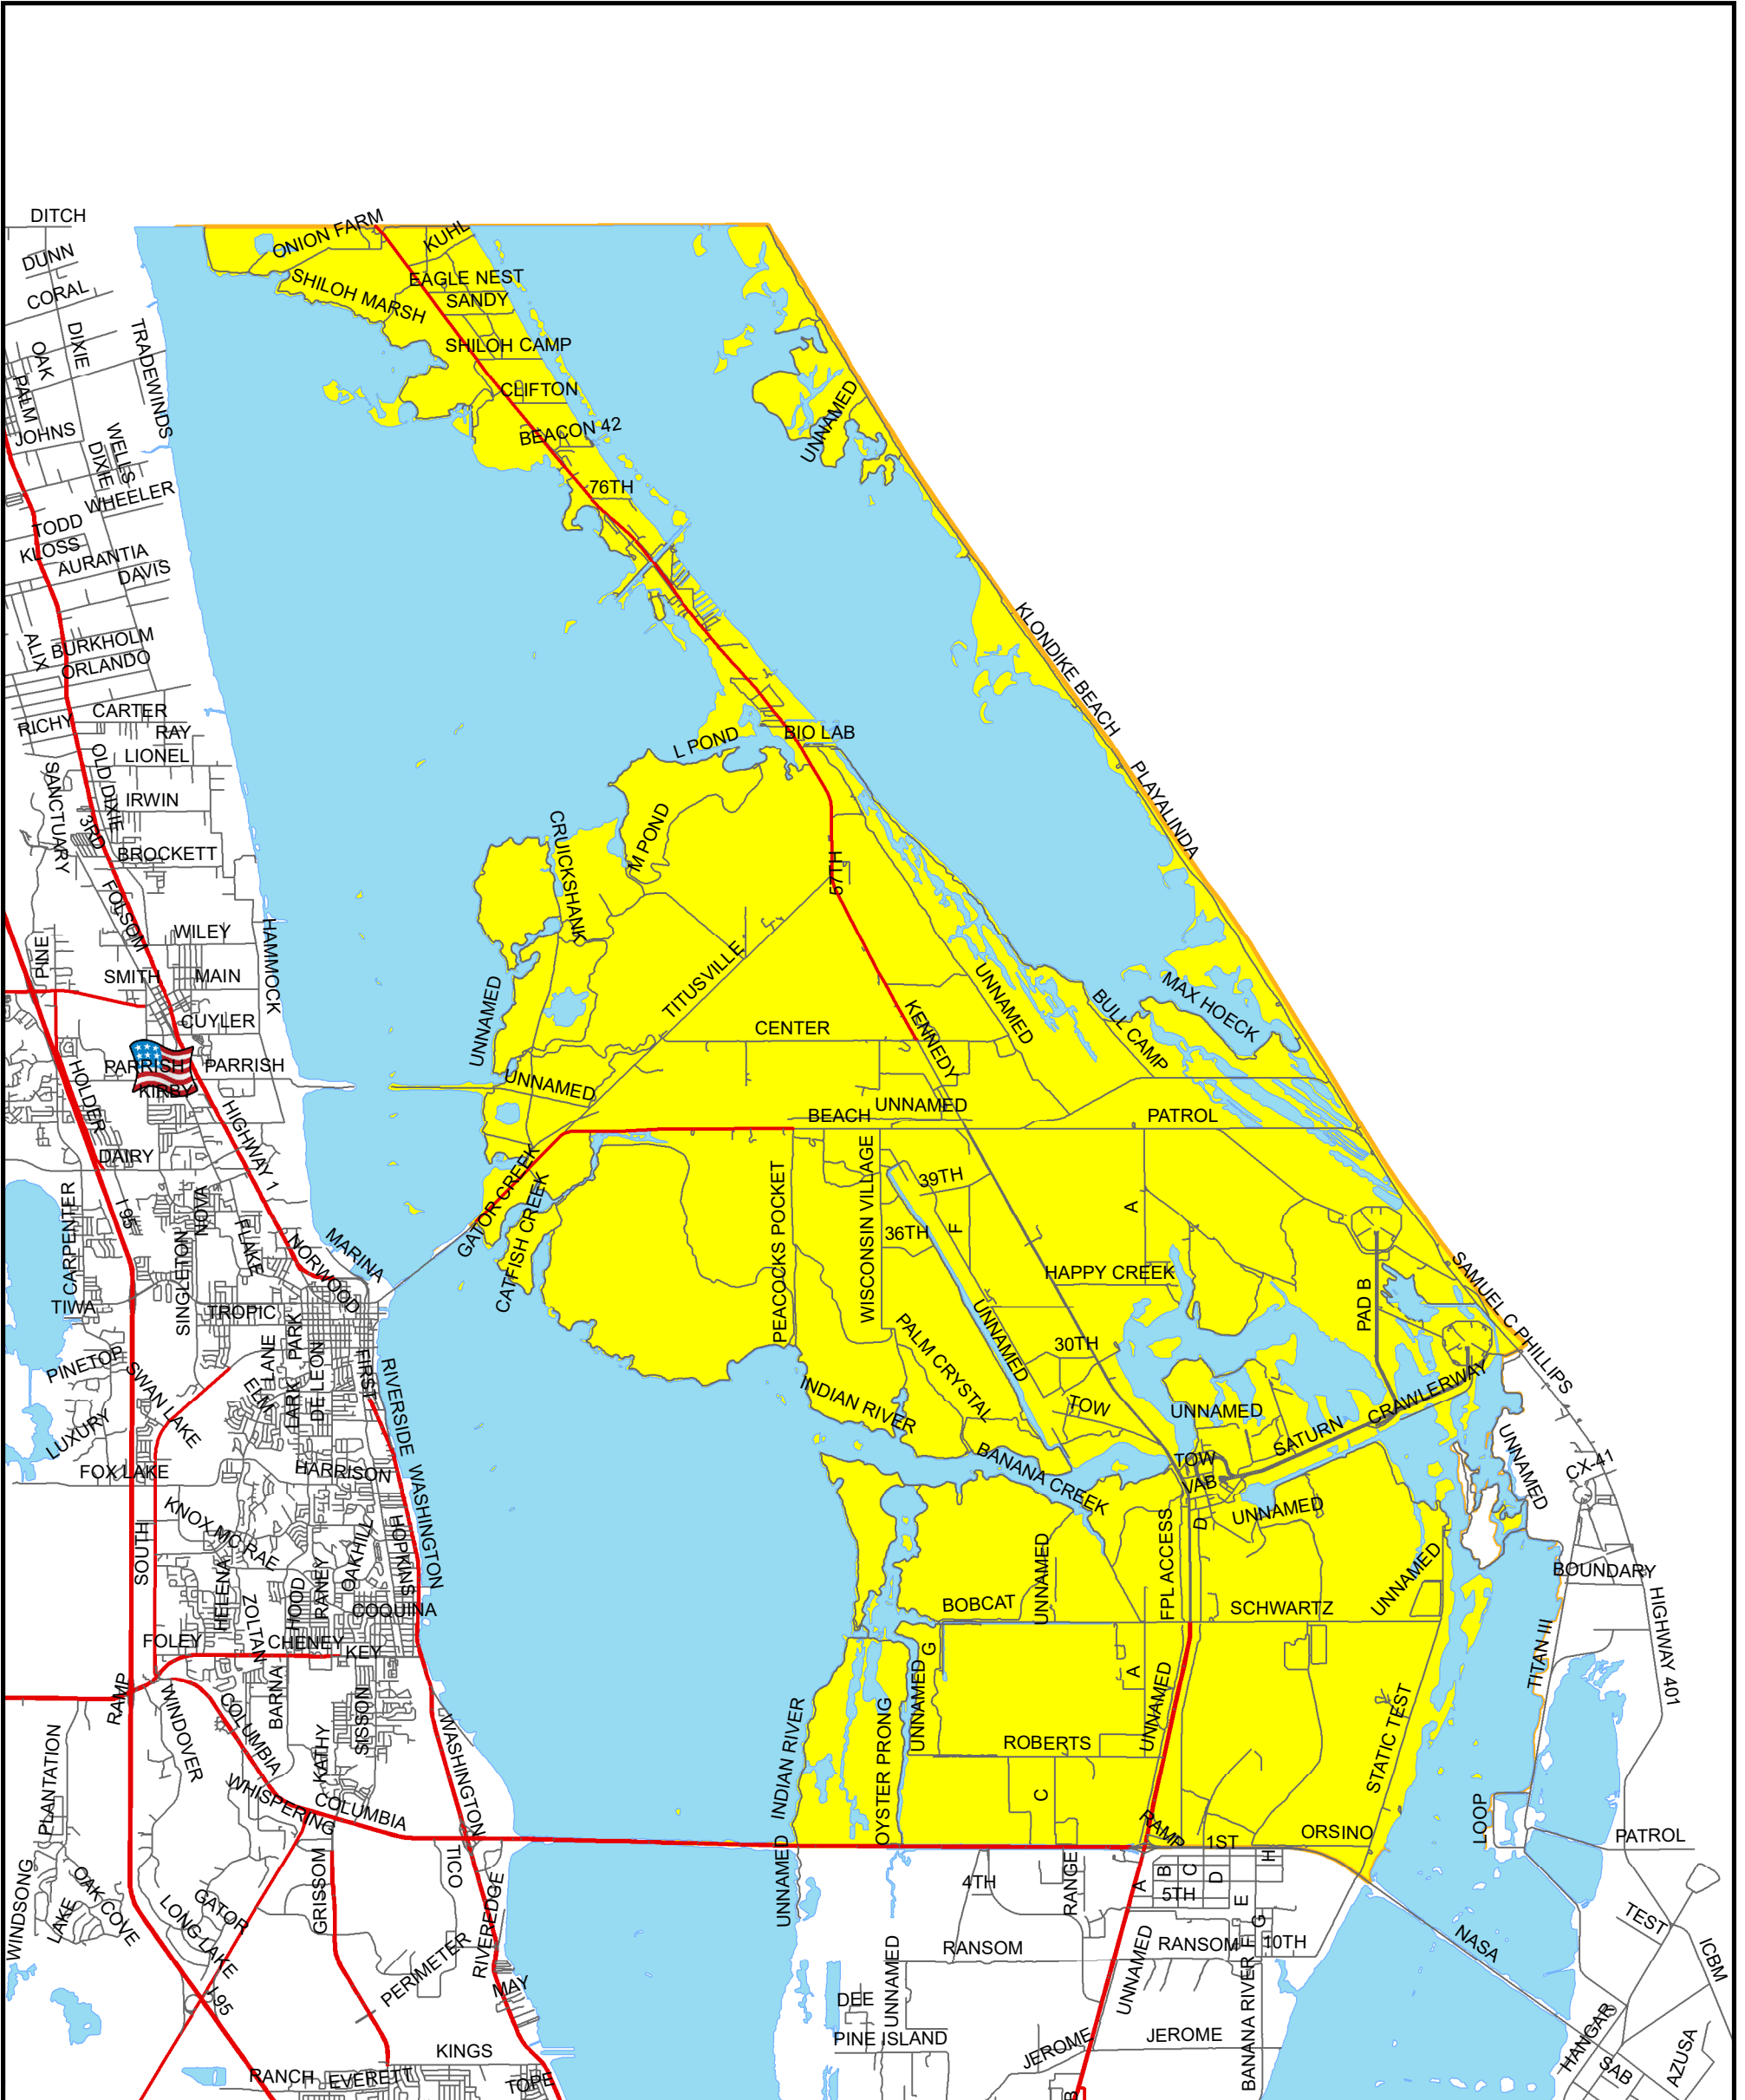 DITCH
DUNN
CORAL
ONION FARM
KUHL
EAGLE NEST
SANDY
SHILOH MARSH
OAK
DIXIE
TRADEWINDS
SHILOH CAMP
PALM
CLIFTON
UNNAMED
JOHNS
WELLS
DIXIE
BEACON 42
WHEELER
76TH
TODD
KLOSS
AURANTIA
DAVIS
ALIX
BURKHOLM
ORLANDO
KLONDIKE BEACH
CARTER
RICHY
RAY
LIONEL
L POND
BIO LAB
OLD DIXIE
SANCTUARY
IRWIN
3RD
PLAYALINDA
BROCKETT
CRUICKSHANK
M POND
57TH
FOLSUM
WILEY
HAMMOCK
PINE
SMITH
MAIN
TITUSVILLE
UNNAMED
UNNAMED
MAX HOECK
CUYLER
CENTER
KENNEDY
BULL CAMP
PARRISH
PARRISH
KIRBY
HOLDER
UNNAMED
UNNAMED
BEACH
PATROL
HIGHWAY 1
DAIRY
GATOR CREEK
CATFISH CREEK
PEACOCKS POCKET
WISCONSIN VILLAGE
39TH
36TH
F
A
CARPENTER
I-95
NOVA
SINGLETON
FLAKE
NORWOOD
MARINA
HAPPY CREEK
PAD B
SAMUEL C PHILLIPS
TIWA
TROPIC
UNNAMED
30TH
PALM CRYSTAL
PINETOP
SWAN LAKE
LANE
PARK
DE LEON
FIRST
RIVERSIDE
ELM
LARK
LUXURY
INDIAN RIVER
TOW
UNNAMED
SATURN
CRAWLERWAY
FOX LAKE
HARRISON
WASHINGTON
BANANA CREEK
TOW
VAB
UNNAMED
CX-41
KNOX MC RAE
OAKHILL
HOPKINS
FPL ACCESS
D
UNNAMED
SOUTH
HELENA
ZOLTAN
HOOD
RANEY
COQUINA
UNNAMED
BOBCAT
SCHWARTZ
UNNAMED
BOUNDARY
HIGHWAY 401
FOLEY
CHENEY
KEY
G
UNNAMED
A
UNNAMED
TITAN III
RAMP
WINDOVER
COLUMBIA
BARNA
SISSON
KATHY
WASHINGTON
INDIAN RIVER
OYSTER PRONG
ROBERTS
C
STATIC TEST
PLANTATION
WHISPERING
COLUMBIA
RAMP
1ST
ORSINO
LOOP
PATROL
WINDSONG
LAKE
OAK COVE
LONG LAKE
GATOR
GRISSOM
TICO
RIVEREDGE
UNNAMED
4TH
RANGE
A
B
C
D
H
5TH
E
G
F
10TH
TEST
ICBM
NASA
PERIMETER
UNNAMED
RANSOM
UNNAMED
RANSOM
I-95
MAY
DEE
PINE ISLAND
JEROME
JEROME
BANANA RIVER
HANGAR
SAB
AZUSA
KINGS
RANCH
EVERETT
TOPE
B